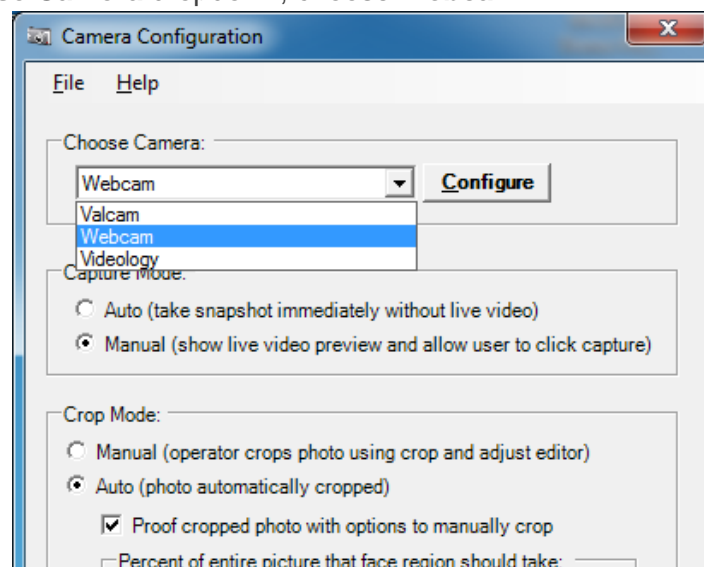 Camera Configuration
File Help
Choose Camera:
Webcam Configure
Valcam
Webcam
Videology
Capture Mode:
Auto (take snapshot immediately without live video)
Manual (show live video preview and allow user to click capture)
Crop Mode:
Manual (operator crops photo using crop and adjust editor)
Auto (photo automatically cropped)
Proof cropped photo with options to manually crop
Percent of entire picture that face region should take: